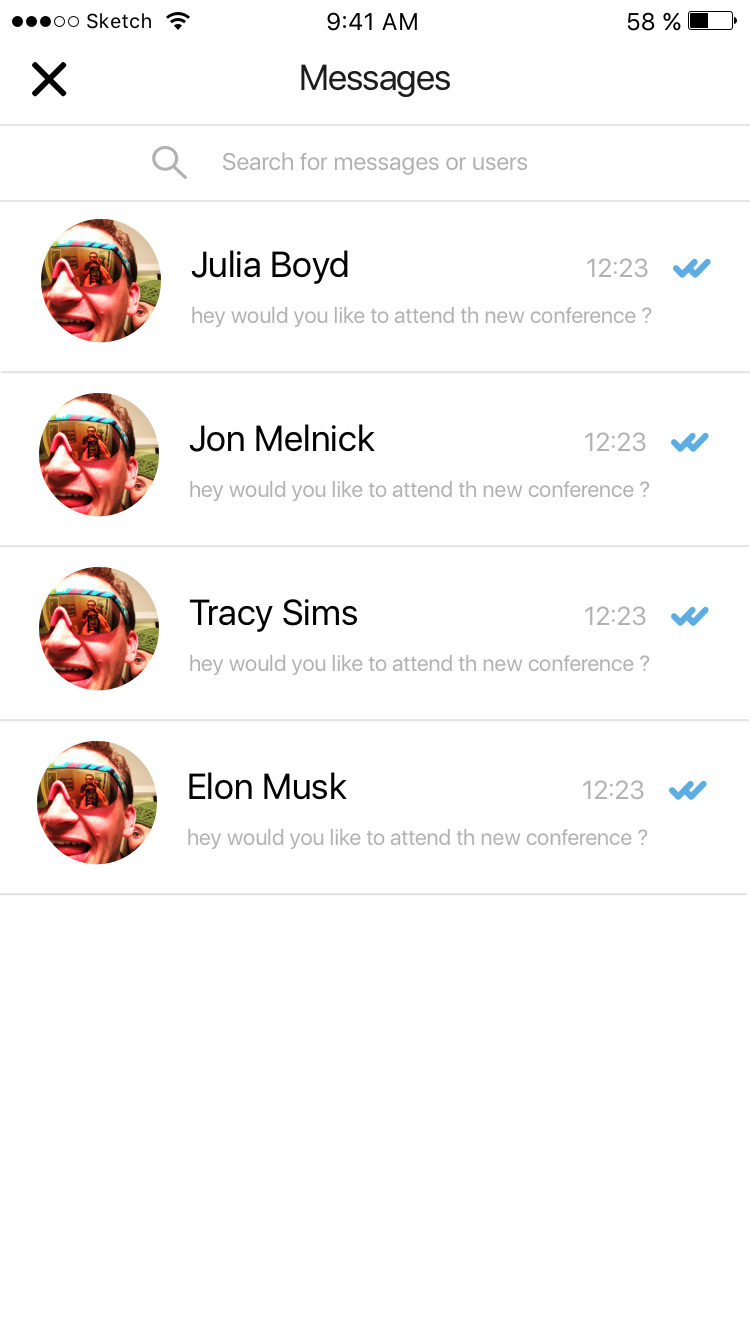 Sketch 9:41 AM 58 %
Messages
Search for messages or users
Julia Boyd 12:23
hey would you like to attend th new conference ?
Jon Melnick 12:23
hey would you like to attend th new conference ?
Tracy Sims 12:23
hey would you like to attend th new conference ?
Elon Musk 12:23
hey would you like to attend th new conference ?